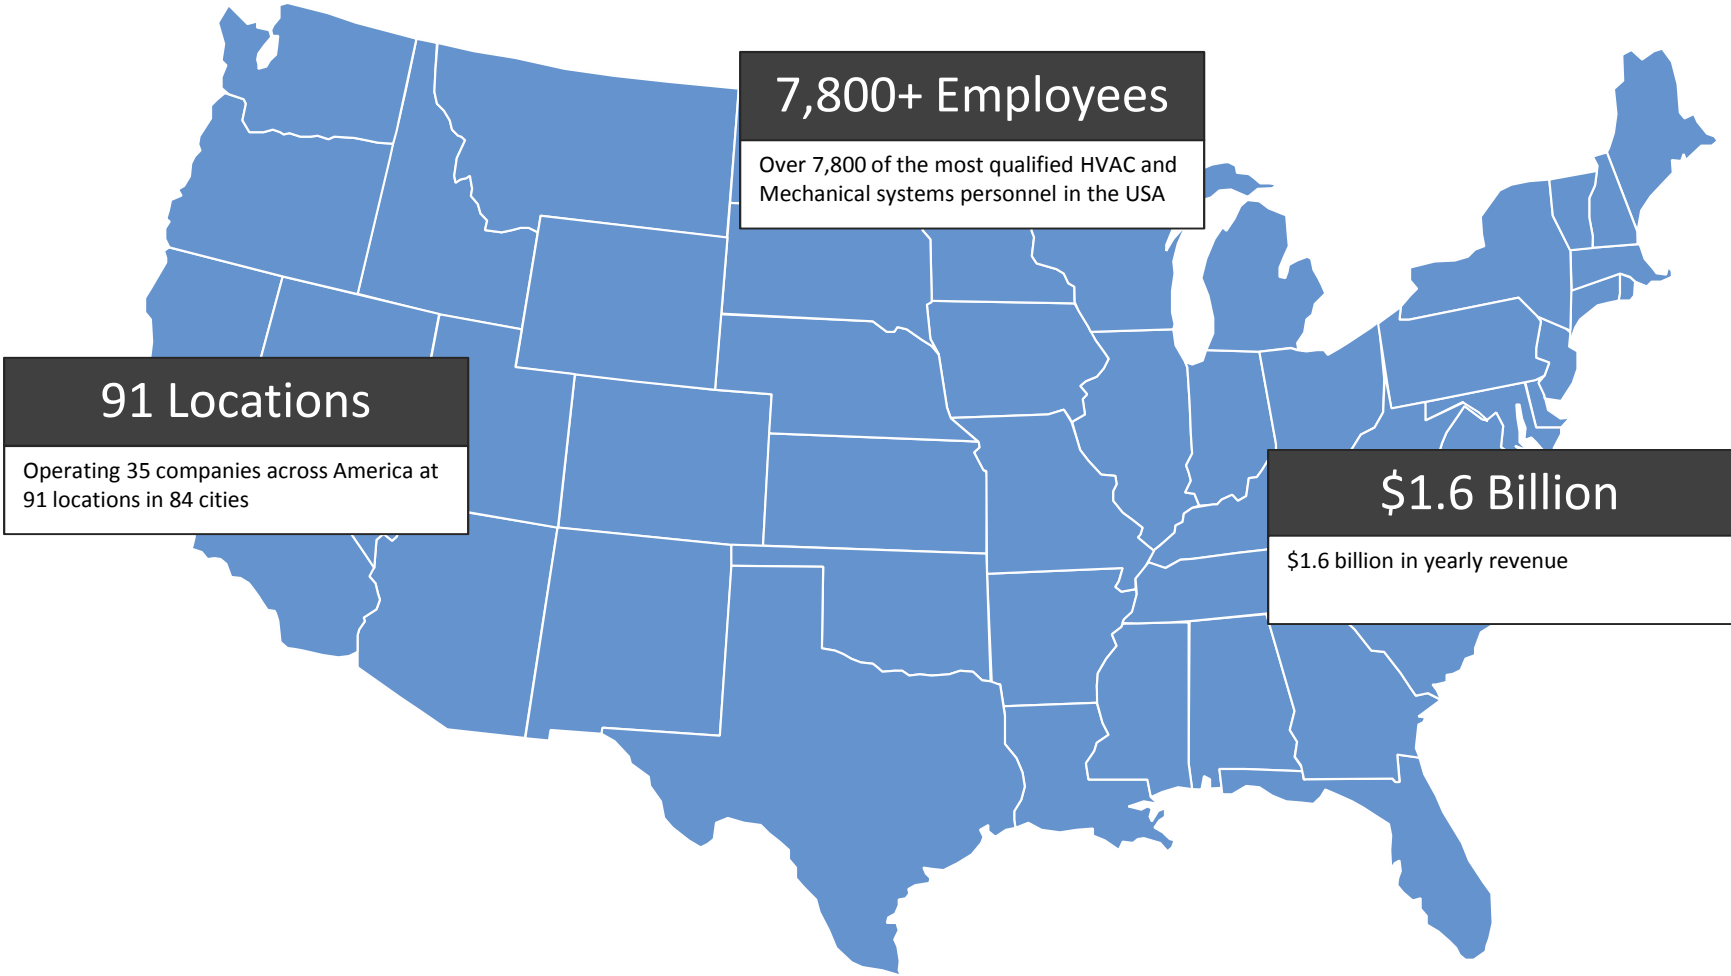 7,800+ Employees
Over 7,800 of the most qualified HVAC and
Mechanical systems personnel in the USA
91 Locations
Operating 35 companies across America at
91 locations in 84 cities
$1.6 Billion
$1.6 billion in yearly revenue